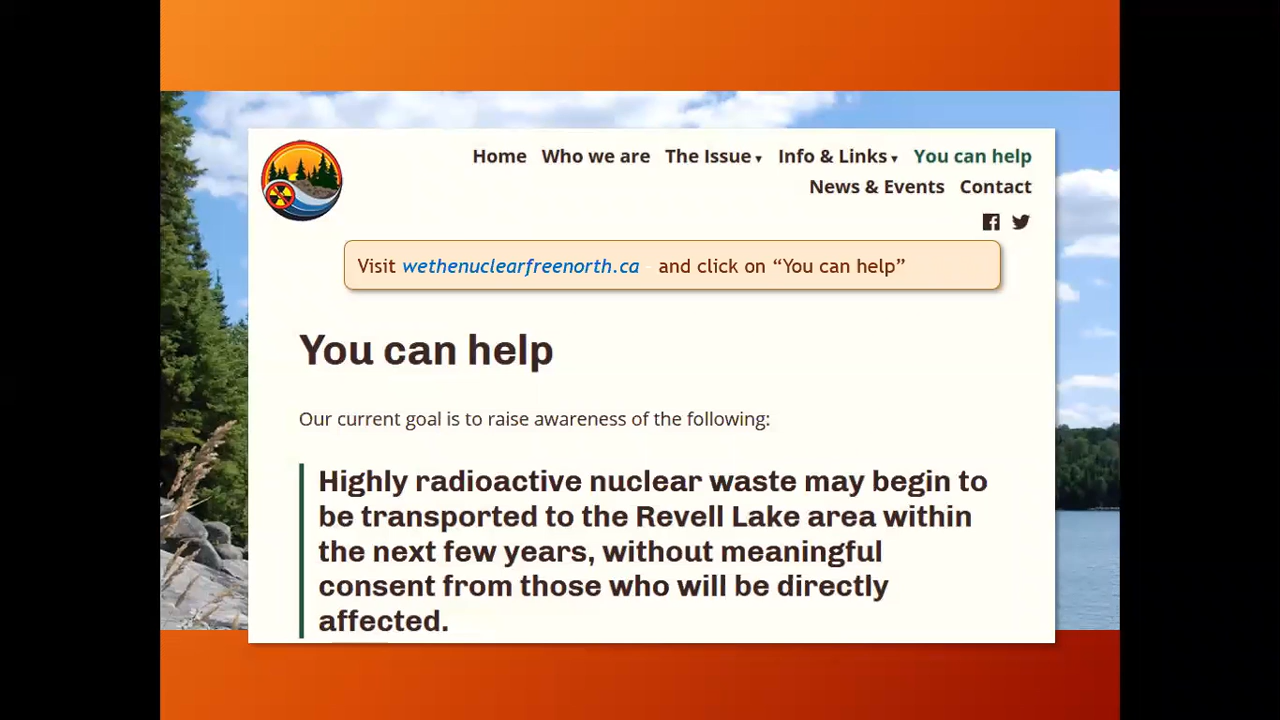 Home Who we are The Issue ▾ Info & Links ▾ You can help
News & Events Contact
Visit wethenuclearfreenorth.ca and click on “You can help”
You can help
Our current goal is to raise awareness of the following:
Highly radioactive nuclear waste may begin to
be transported to the Revell Lake area within
the next few years, without meaningful
consent from those who will be directly
affected.